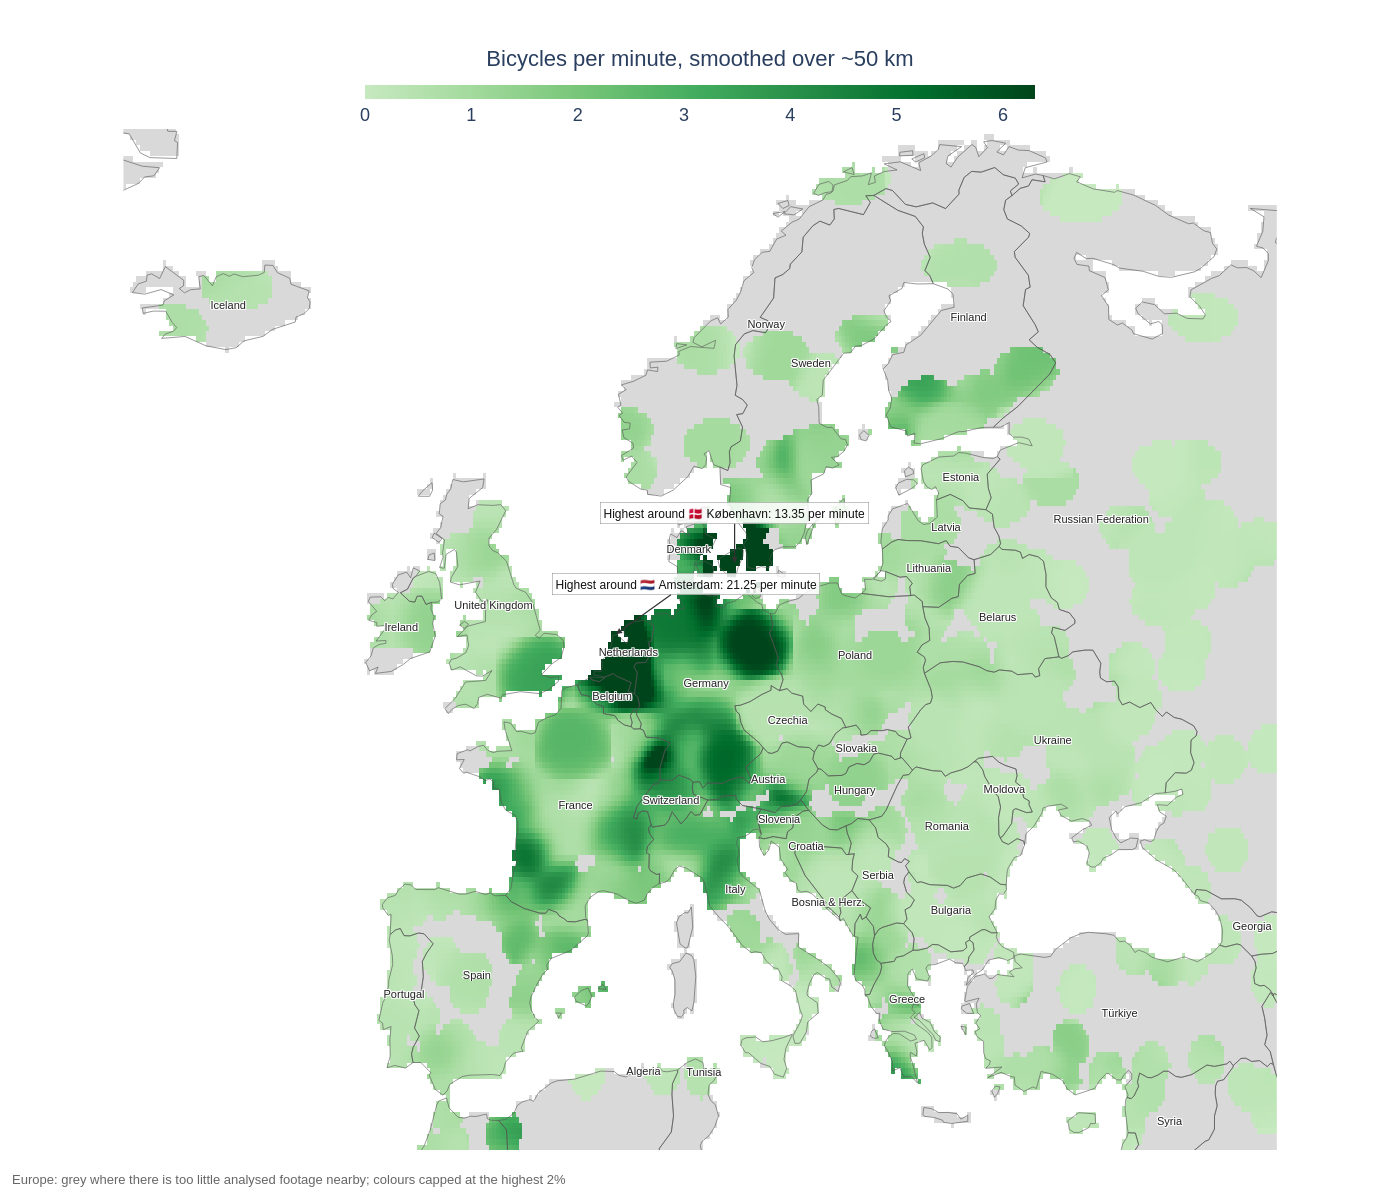 Bicycles per minute, smoothed over ~50 km
0 1 2 3 4 5 6
Iceland
Norway
Finland
Sweden
Estonia
Highest around 🇩🇰 København: 13.35 per minute
Russian Federation
Latvia
Denmark
Lithuania
Highest around 🇳🇱 Amsterdam: 21.25 per minute
United Kingdom
Belarus
Ireland
Netherlands
Poland
Germany
Belgium
Czechia
Ukraine
Slovakia
Austria
Hungary
Moldova
Switzerland
France
Slovenia
Romania
Croatia
Serbia
Italy
Bosnia & Herz.
Bulgaria
Georgia
Spain
Portugal
Greece
Türkiye
Algeria
Tunisia
Syria
Europe: grey where there is too little analysed footage nearby; colours capped at the highest 2%